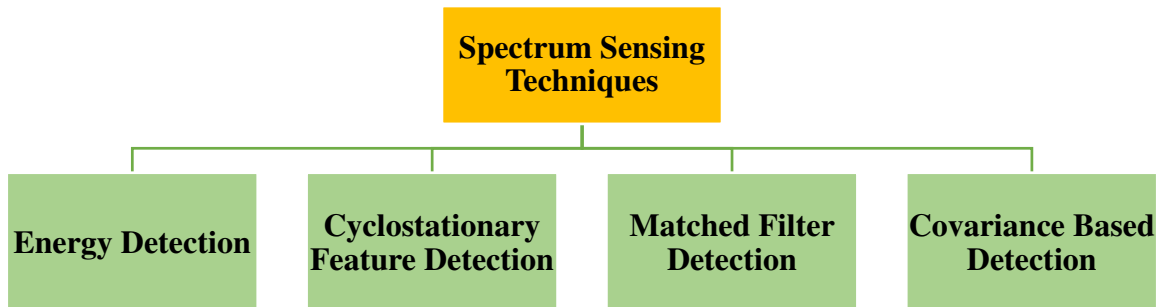 Spectrum Sensing
Techniques
Energy Detection
Cyclostationary
Feature Detection
Matched Filter
Detection
Covariance Based
Detection